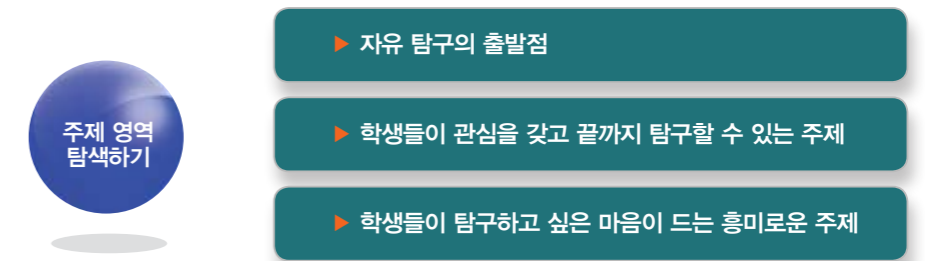 주제 영역
탐색하기
▶ 자유 탐구의 출발점
▶ 학생들이 관심을 갖고 끝까지 탐구할 수 있는 주제
▶ 학생들이 탐구하고 싶은 마음이 드는 흥미로운 주제